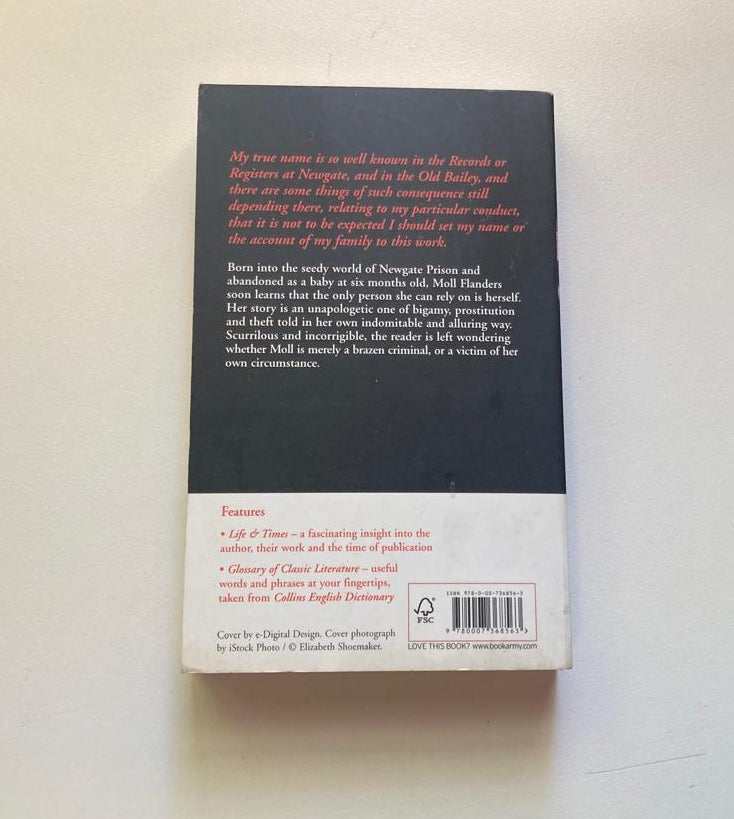 My true name is so well known in the Records or
Registers at Newgate, and in the Old Bailey, and
there are some things of such consequence still
depending there, relating to my particular conduct,
that it is not to be expected I should set my name or
the account of my family to this work.
Born into the seedy world of Newgate Prison and
abandoned as a baby at six months old, Moll Flanders
soon learns that the only person she can rely on is herself.
Her story is an unapologetic one of bigamy, prostitution
and theft told in her own indomitable and alluring way.
Scurrilous and incorrigible, the reader is left wondering
whether Moll is merely a brazen criminal, or a victim of her
own circumstance.
Features
• Life & Times – a fascinating insight into the
author, their work and the time of publication
• Glossary of Classic Literature – useful
words and phrases at your fingertips,
taken from Collins English Dictionary
Cover by e-Digital Design. Cover photograph
by iStock Photo / © Elizabeth Shoemaker.
FSC
ISBN 978-0-00-736856-3
9 780007 368563 >
LOVE THIS BOOK? www.bookarmy.com